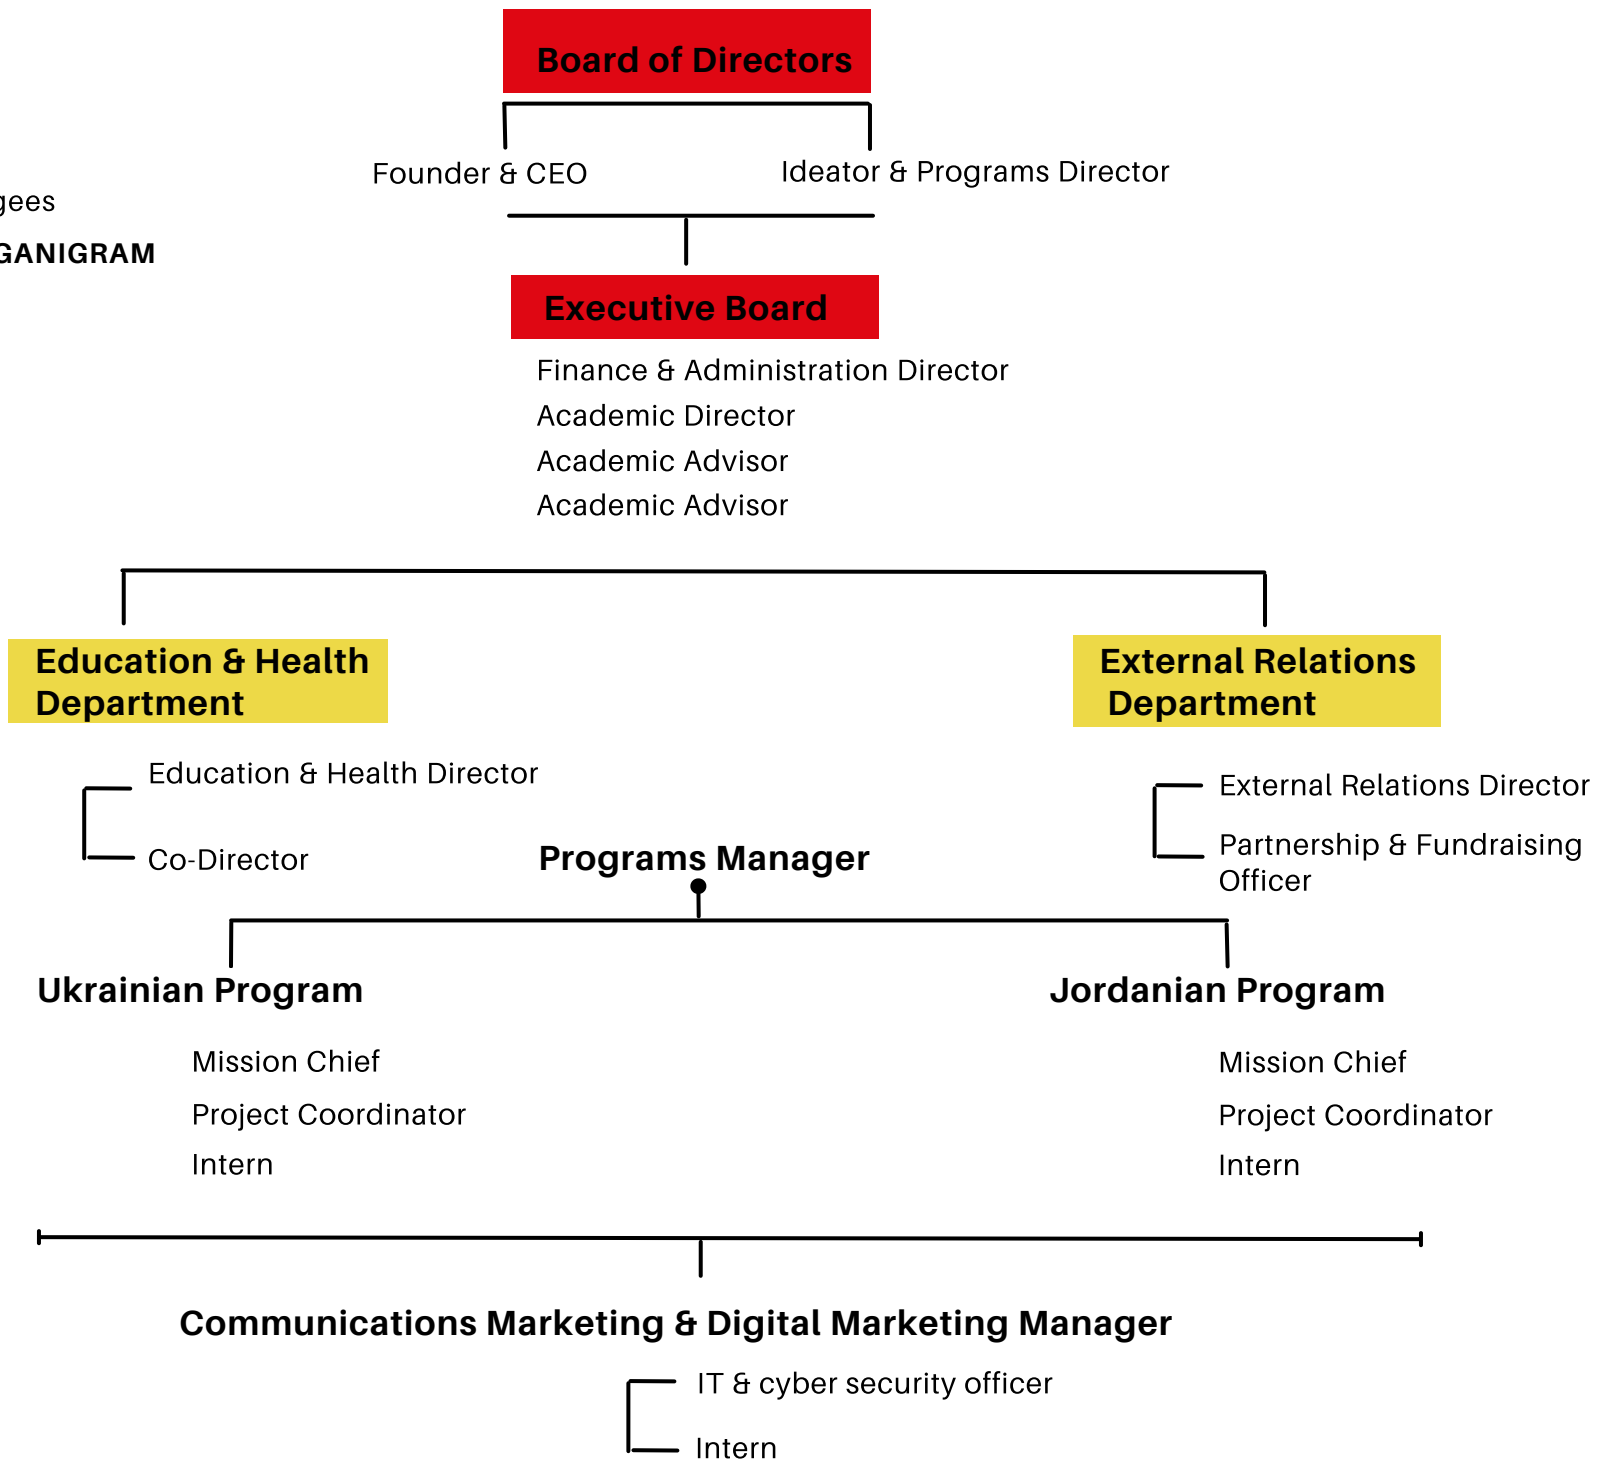 Board of Directors
Founder & CEO
Ideator & Programs Director
Executive Board
Finance & Administration Director
Academic Director
Academic Advisor
Academic Advisor
Education & Health
Department
External Relations
Department
Education & Health Director
Co-Director
External Relations Director
Partnership & Fundraising
Officer
Programs Manager
Ukrainian Program
Mission Chief
Project Coordinator
Intern
Jordanian Program
Mission Chief
Project Coordinator
Intern
Communications Marketing & Digital Marketing Manager
IT & cyber security officer
Intern